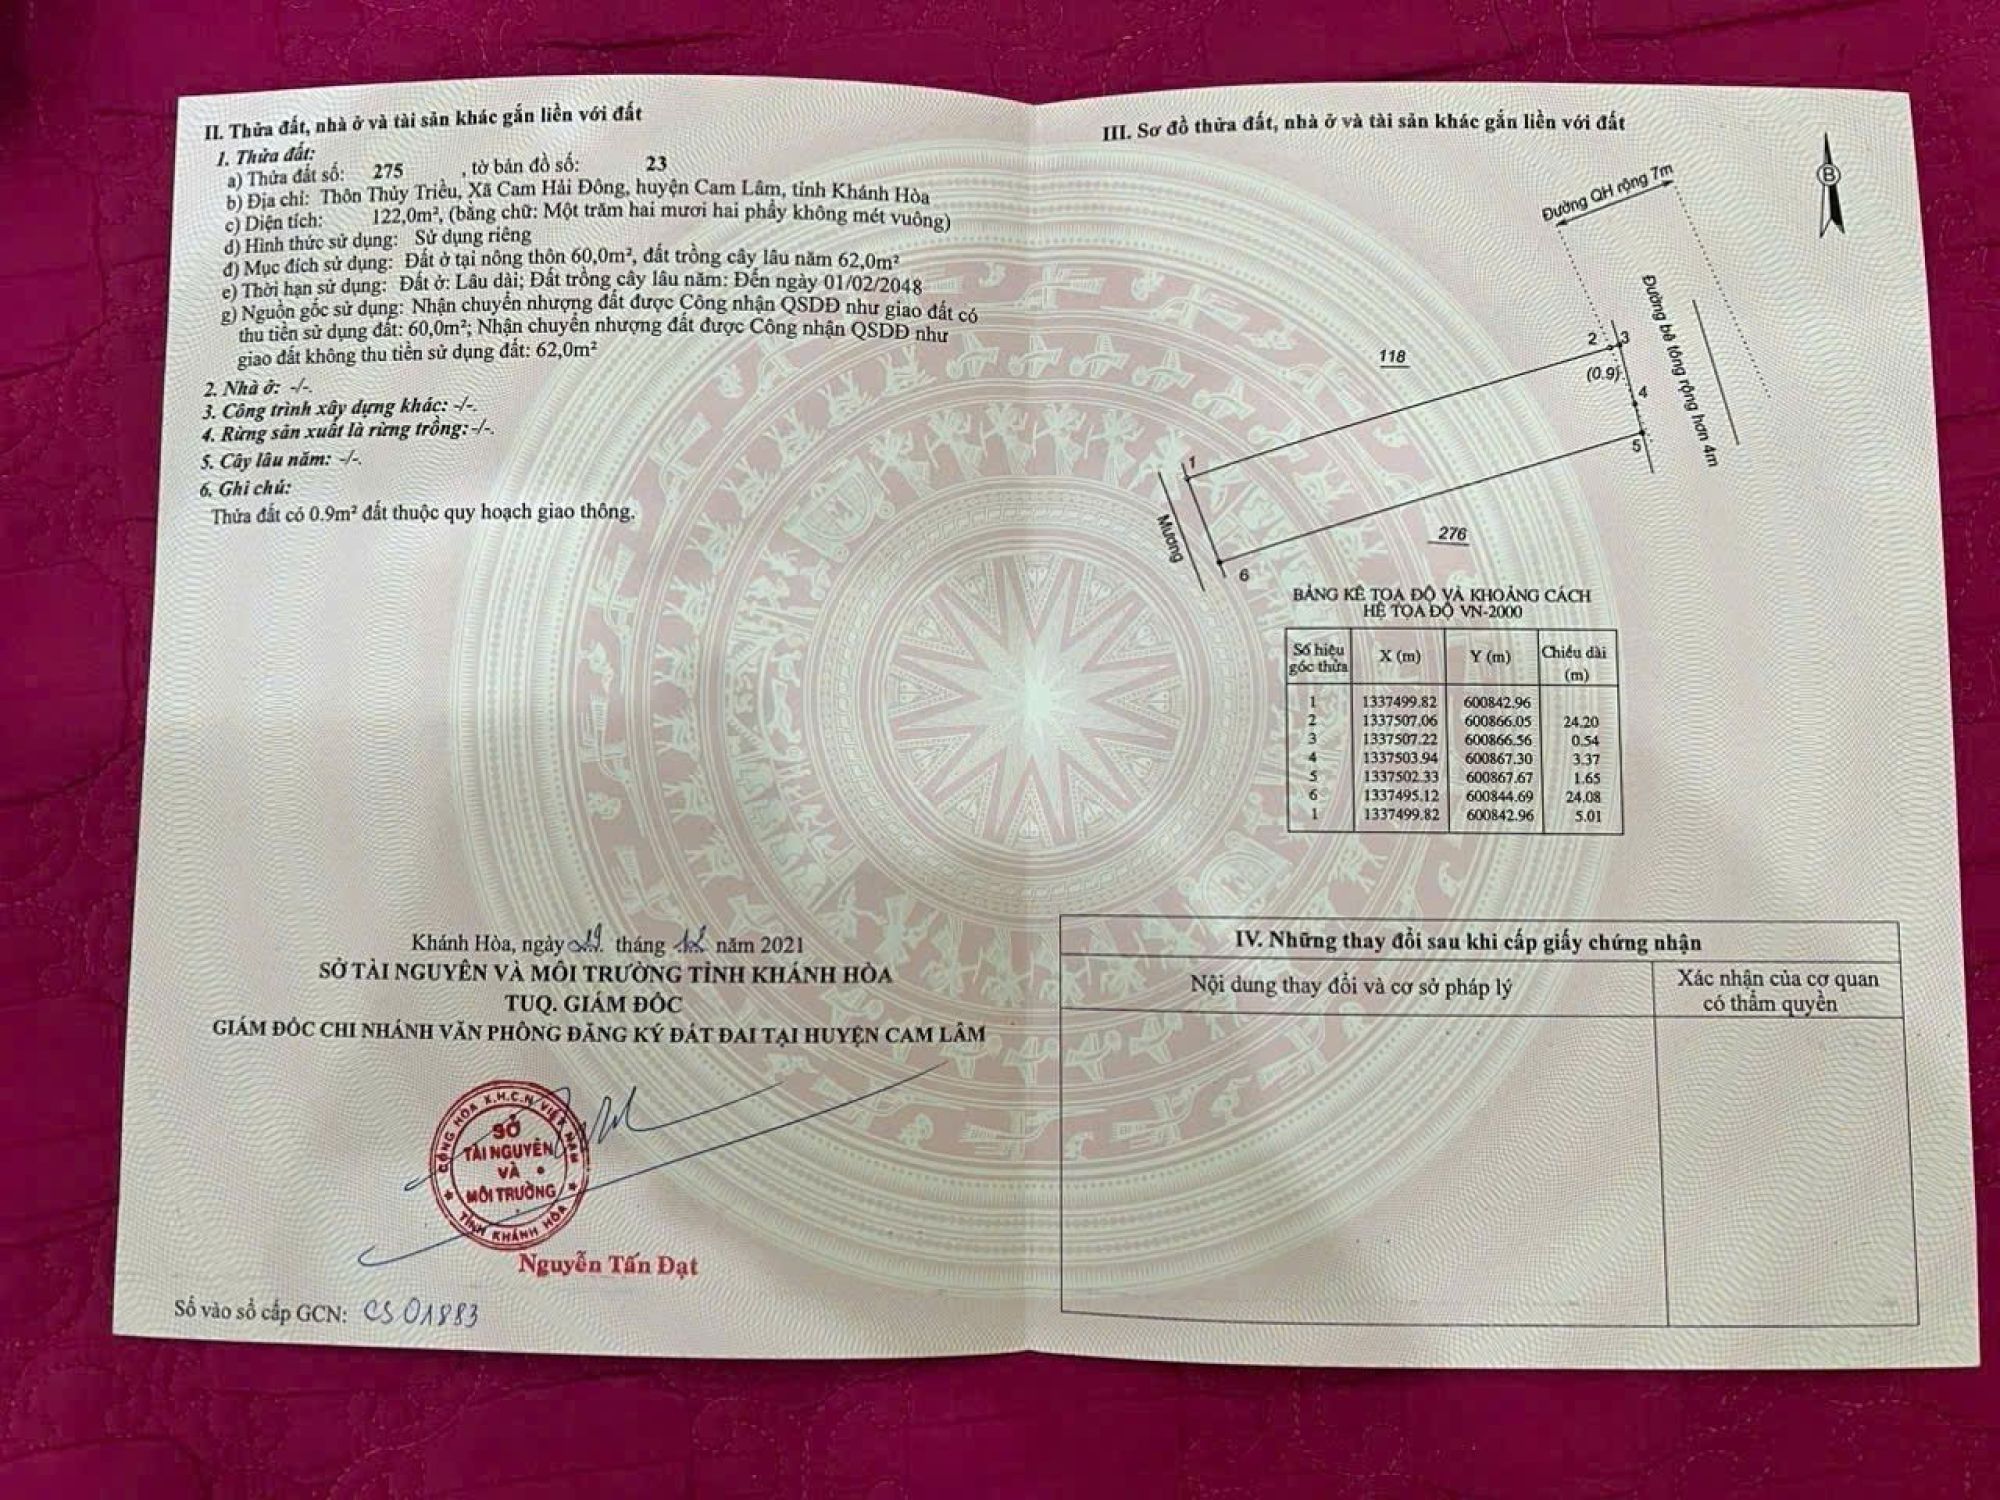 II. Thửa đất, nhà ở và tài sản khác gắn liền với đất
1. Thửa đất:
a) Thửa đất số: 275 , tờ bản đồ số: 23
b) Địa chỉ: Thôn Thủy Triều, Xã Cam Hải Đông, huyện Cam Lâm, tỉnh Khánh Hòa
c) Diện tích: 122,0m², (bằng chữ: Một trăm hai mươi hai phẩy không mét vuông)
d) Hình thức sử dụng: Sử dụng riêng
đ) Mục đích sử dụng: Đất ở tại nông thôn 60,0m², đất trồng cây lâu năm 62,0m²
e) Thời hạn sử dụng: Đất ở: Lâu dài; Đất trồng cây lâu năm: Đến ngày 01/02/2048
g) Nguồn gốc sử dụng: Nhận chuyển nhượng đất được Công nhận QSDĐ như giao đất có
thu tiền sử dụng đất: 60,0m²; Nhận chuyển nhượng đất được Công nhận QSDĐ như
giao đất không thu tiền sử dụng đất: 62,0m²
2. Nhà ở: -/-.
3. Công trình xây dựng khác: -/-.
4. Rừng sản xuất là rừng trồng: -/-.
5. Cây lâu năm: -/-.
6. Ghi chú:
Thửa đất có 0.9m² đất thuộc quy hoạch giao thông.
Khánh Hòa, ngày 29 tháng 12 năm 2021
SỞ TÀI NGUYÊN VÀ MÔI TRƯỜNG TỈNH KHÁNH HÒA
TUQ. GIÁM ĐỐC
GIÁM ĐỐC CHI NHÁNH VĂN PHÒNG ĐĂNG KÝ ĐẤT ĐAI TẠI HUYỆN CAM LÂM
CỘNG HÒA X.H.C.N VIỆT NAM
SỞ
TÀI NGUYÊN
VÀ
MÔI TRƯỜNG
TỈNH KHÁNH HÒA
Nguyễn Tấn Đạt
Số vào sổ cấp GCN: CS 01883
III. Sơ đồ thửa đất, nhà ở và tài sản khác gắn liền với đất
B
Đường QH rộng 7m
Đường bê tông rộng hơn 4m
118
2
3
(0.9)
4
5
1
Mương
6
276
BẢNG KÊ TỌA ĐỘ VÀ KHOẢNG CÁCH
HỆ TỌA ĐỘ VN-2000
Số hiệu góc thửa X (m) Y (m) Chiều dài (m)
1 1337499.82 600842.96
2 1337507.06 600866.05 24.20
3 1337507.22 600866.56 0.54
4 1337503.94 600867.30 3.37
5 1337502.33 600867.67 1.65
6 1337495.12 600844.69 24.08
1 1337499.82 600842.96 5.01
IV. Những thay đổi sau khi cấp giấy chứng nhận
Nội dung thay đổi và cơ sở pháp lý
Xác nhận của cơ quan
có thẩm quyền